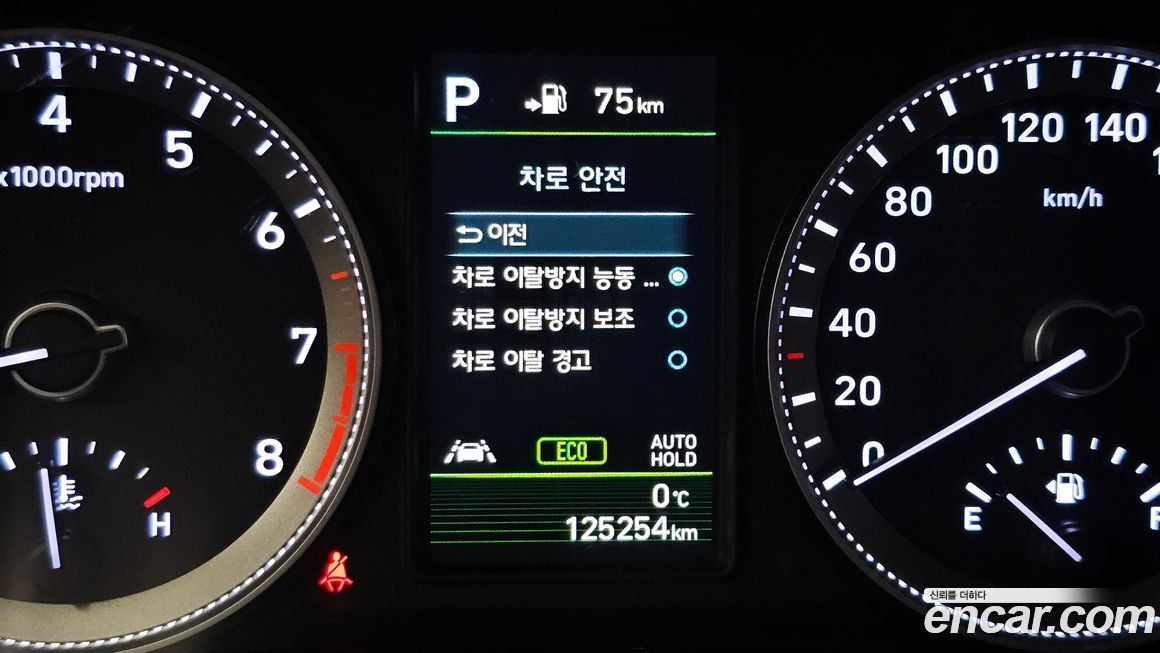 4
5
6
7
8
x1000rpm
H
P 75km
차로 안전
이전
차로 이탈방지 능동 ...
차로 이탈방지 보조
차로 이탈 경고
ECO
AUTO
HOLD
0℃
125254km
0
20
40
60
80
100
120
140
km/h
E
신뢰를 더하다
encar.com